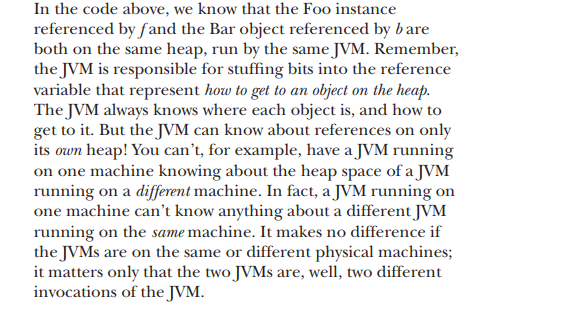 In the code above, we know that the Foo instance
referenced by f and the Bar object referenced by b are
both on the same heap, run by the same JVM. Remember,
the JVM is responsible for stuffing bits into the reference
variable that represent how to get to an object on the heap.
The JVM always knows where each object is, and how to
get to it. But the JVM can know about references on only
its own heap! You can’t, for example, have a JVM running
on one machine knowing about the heap space of a JVM
running on a different machine. In fact, a JVM running on
one machine can’t know anything about a different JVM
running on the same machine. It makes no difference if
the JVMs are on the same or different physical machines;
it matters only that the two JVMs are, well, two different
invocations of the JVM.